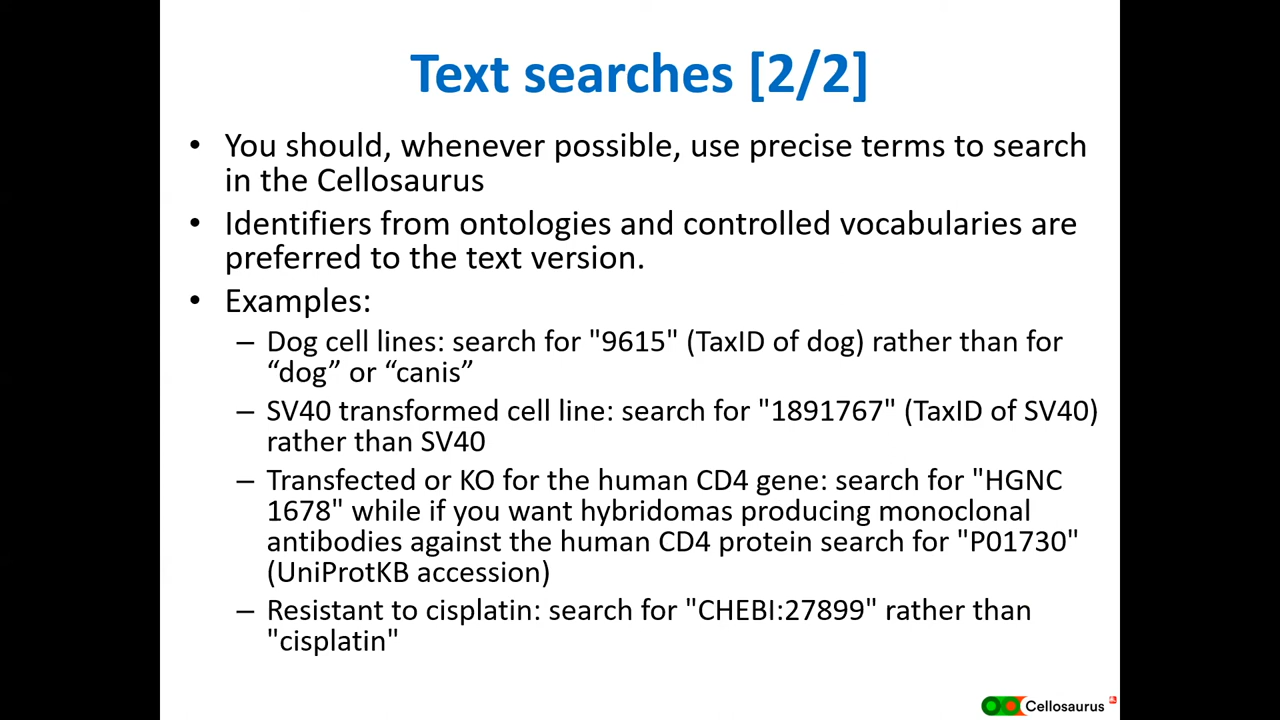 Text searches [2/2]
• You should, whenever possible, use precise terms to search
in the Cellosaurus
• Identifiers from ontologies and controlled vocabularies are
preferred to the text version.
• Examples:
– Dog cell lines: search for "9615" (TaxID of dog) rather than for
“dog” or “canis”
– SV40 transformed cell line: search for "1891767" (TaxID of SV40)
rather than SV40
– Transfected or KO for the human CD4 gene: search for "HGNC
1678" while if you want hybridomas producing monoclonal
antibodies against the human CD4 protein search for "P01730"
(UniProtKB accession)
– Resistant to cisplatin: search for "CHEBI:27899" rather than
"cisplatin"
Cellosaurus